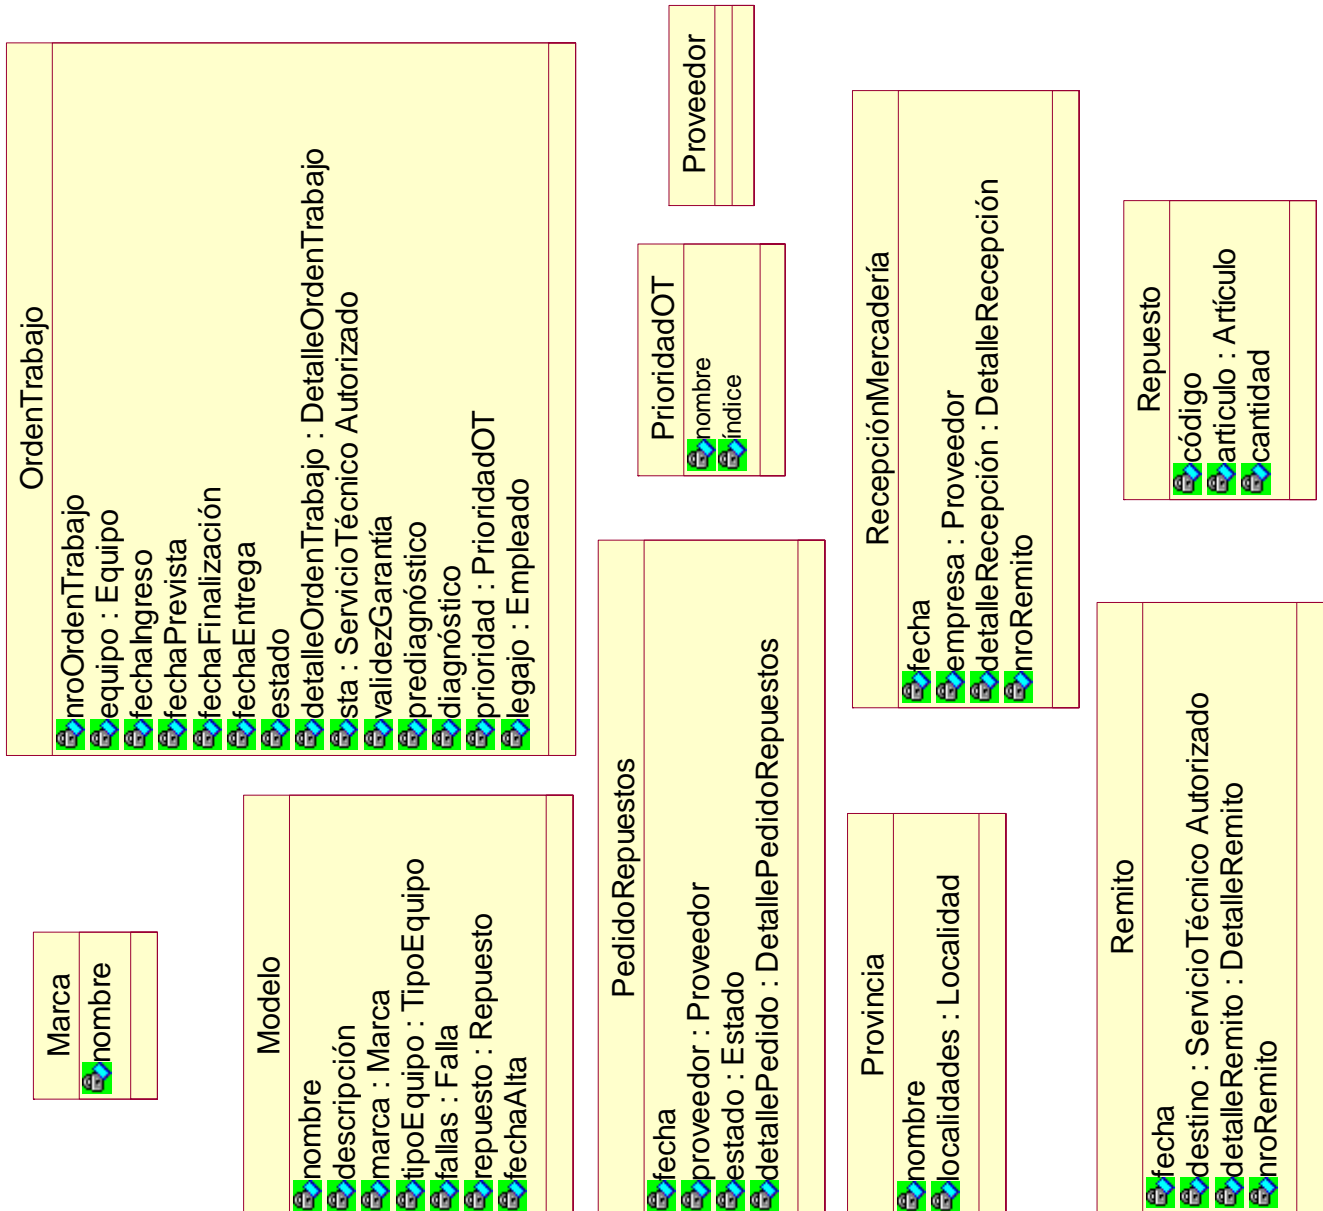 Marca
nombre
OrdenTrabajo
nroOrdenTrabajo
equipo : Equipo
fechaIngreso
fechaPrevista
fechaFinalización
fechaEntrega
estado
detalleOrdenTrabajo : DetalleOrdenTrabajo
sta : ServicioTécnico Autorizado
validezGarantía
prediagnóstico
diagnóstico
prioridad : PrioridadOT
legajo : Empleado
Modelo
nombre
descripción
marca : Marca
tipoEquipo : TipoEquipo
fallas : Falla
repuesto : Repuesto
fechaAlta
PedidoRepuestos
fecha
proveedor : Proveedor
estado : Estado
detallePedido : DetallePedidoRepuestos
PrioridadOT
nombre
índice
Proveedor
Provincia
nombre
localidades : Localidad
RecepciónMercadería
fecha
empresa : Proveedor
detalleRecepción : DetalleRecepción
nroRemito
Remito
fecha
destino : ServicioTécnico Autorizado
detalleRemito : DetalleRemito
nroRemito
Repuesto
código
articulo : Artículo
cantidad